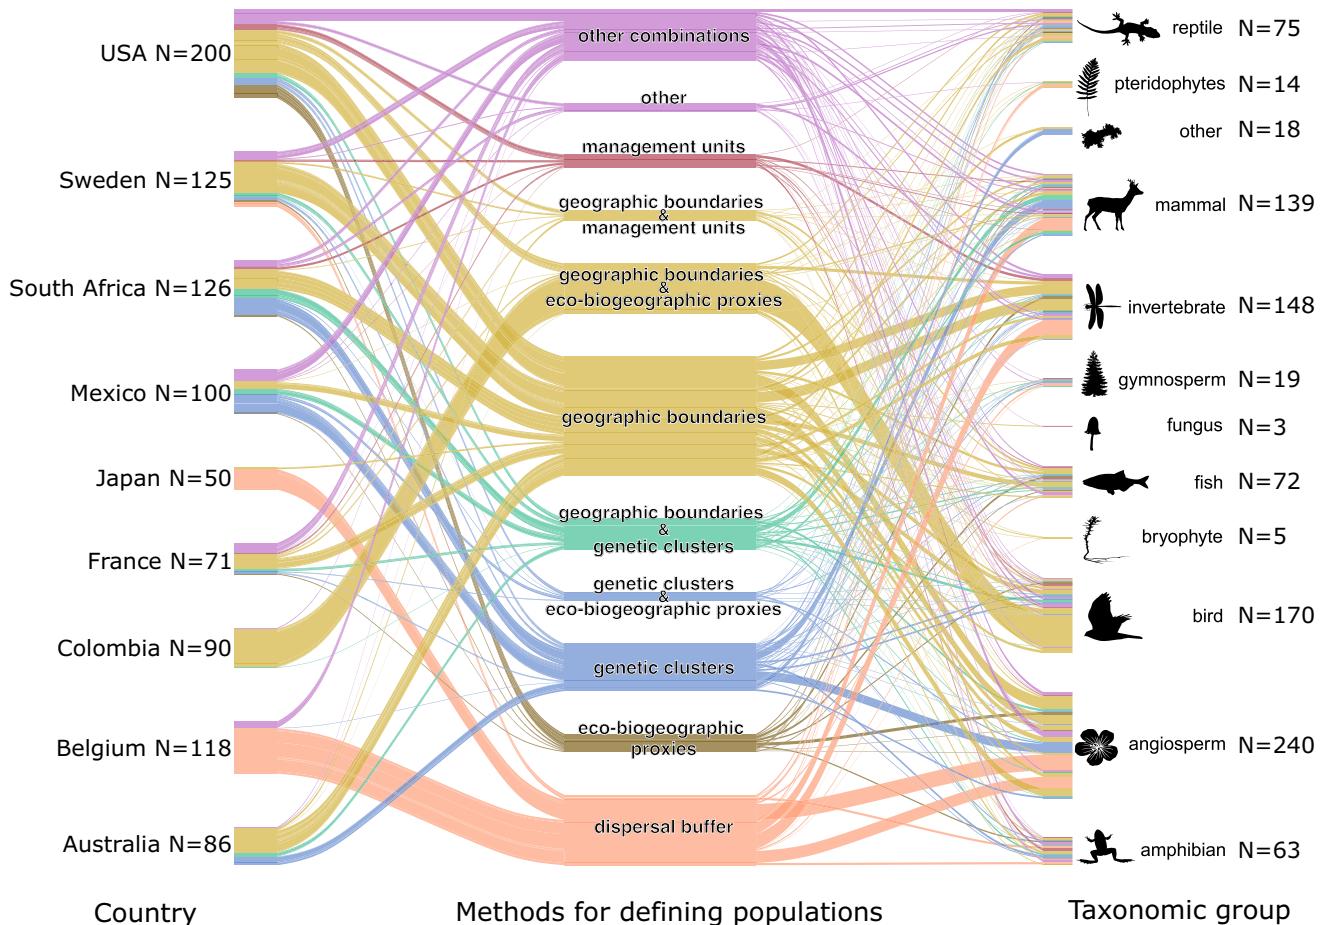 USA N=200
Sweden N=125
South Africa N=126
Mexico N=100
Japan N=50
France N=71
Colombia N=90
Belgium N=118
Australia N=86
Country
other combinations
other
management units
geographic boundaries
&
management units
geographic boundaries
&
eco-biogeographic proxies
geographic boundaries
geographic boundaries
&
genetic clusters
genetic clusters
&
eco-biogeographic proxies
genetic clusters
eco-biogeographic
proxies
dispersal buffer
Methods for defining populations
reptile N=75
pteridophytes N=14
other N=18
mammal N=139
invertebrate N=148
gymnosperm N=19
fungus N=3
fish N=72
bryophyte N=5
bird N=170
angiosperm N=240
amphibian N=63
Taxonomic group